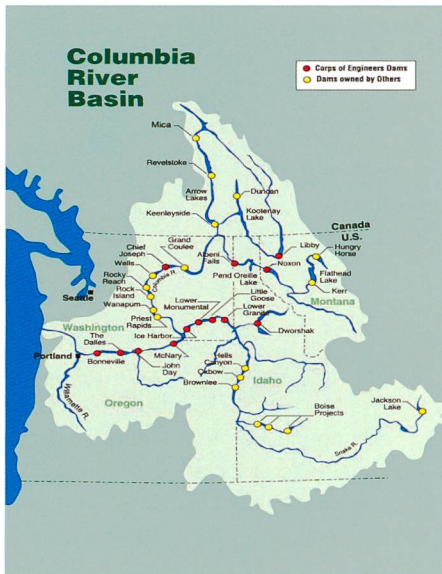 Columbia
River
Basin
Corps of Engineers Dams
Dams owned by Others
Mica
Revelstoke
Arrow
Lakes
Duncan
Kootenay
Lake
Keenleyside
Canada
U.S.
Grand
Coulee
Chief
Joseph
Wells
Albeni
Falls
Libby
Hungry
Horse
Noxon
Pend Oreille
Lake
Flathead
Lake
Kerr
Rocky
Reach
Columbia R.
Rock
Island
Seattle
Wanapum
Priest
Rapids
Lower
Monumental
Little
Goose
Lower
Granite
Montana
Washington
Ice Harbor
Dworshak
The
Dalles
Portland
Bonneville
McNary
John
Day
Hells
Canyon
Oxbow
Brownlee
Idaho
Oregon
Willamette R.
Boise
Projects
Jackson
Lake
Snake R.